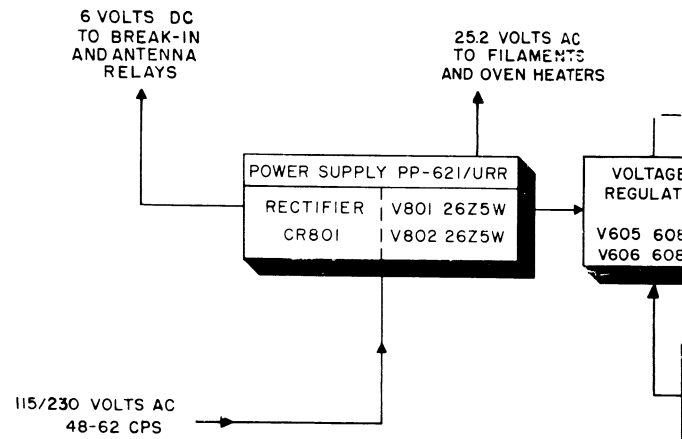 6 VOLTS DC
TO BREAK-IN
AND ANTENNA
RELAYS
25.2 VOLTS AC
TO FILAMENTS
AND OVEN HEATERS
POWER SUPPLY PP-621/URR
RECTIFIER
CR801
V801 26Z5W
V802 26Z5W
VOLTAGE
REGULAT
V605 608
V606 608
115/230 VOLTS AC
48-62 CPS